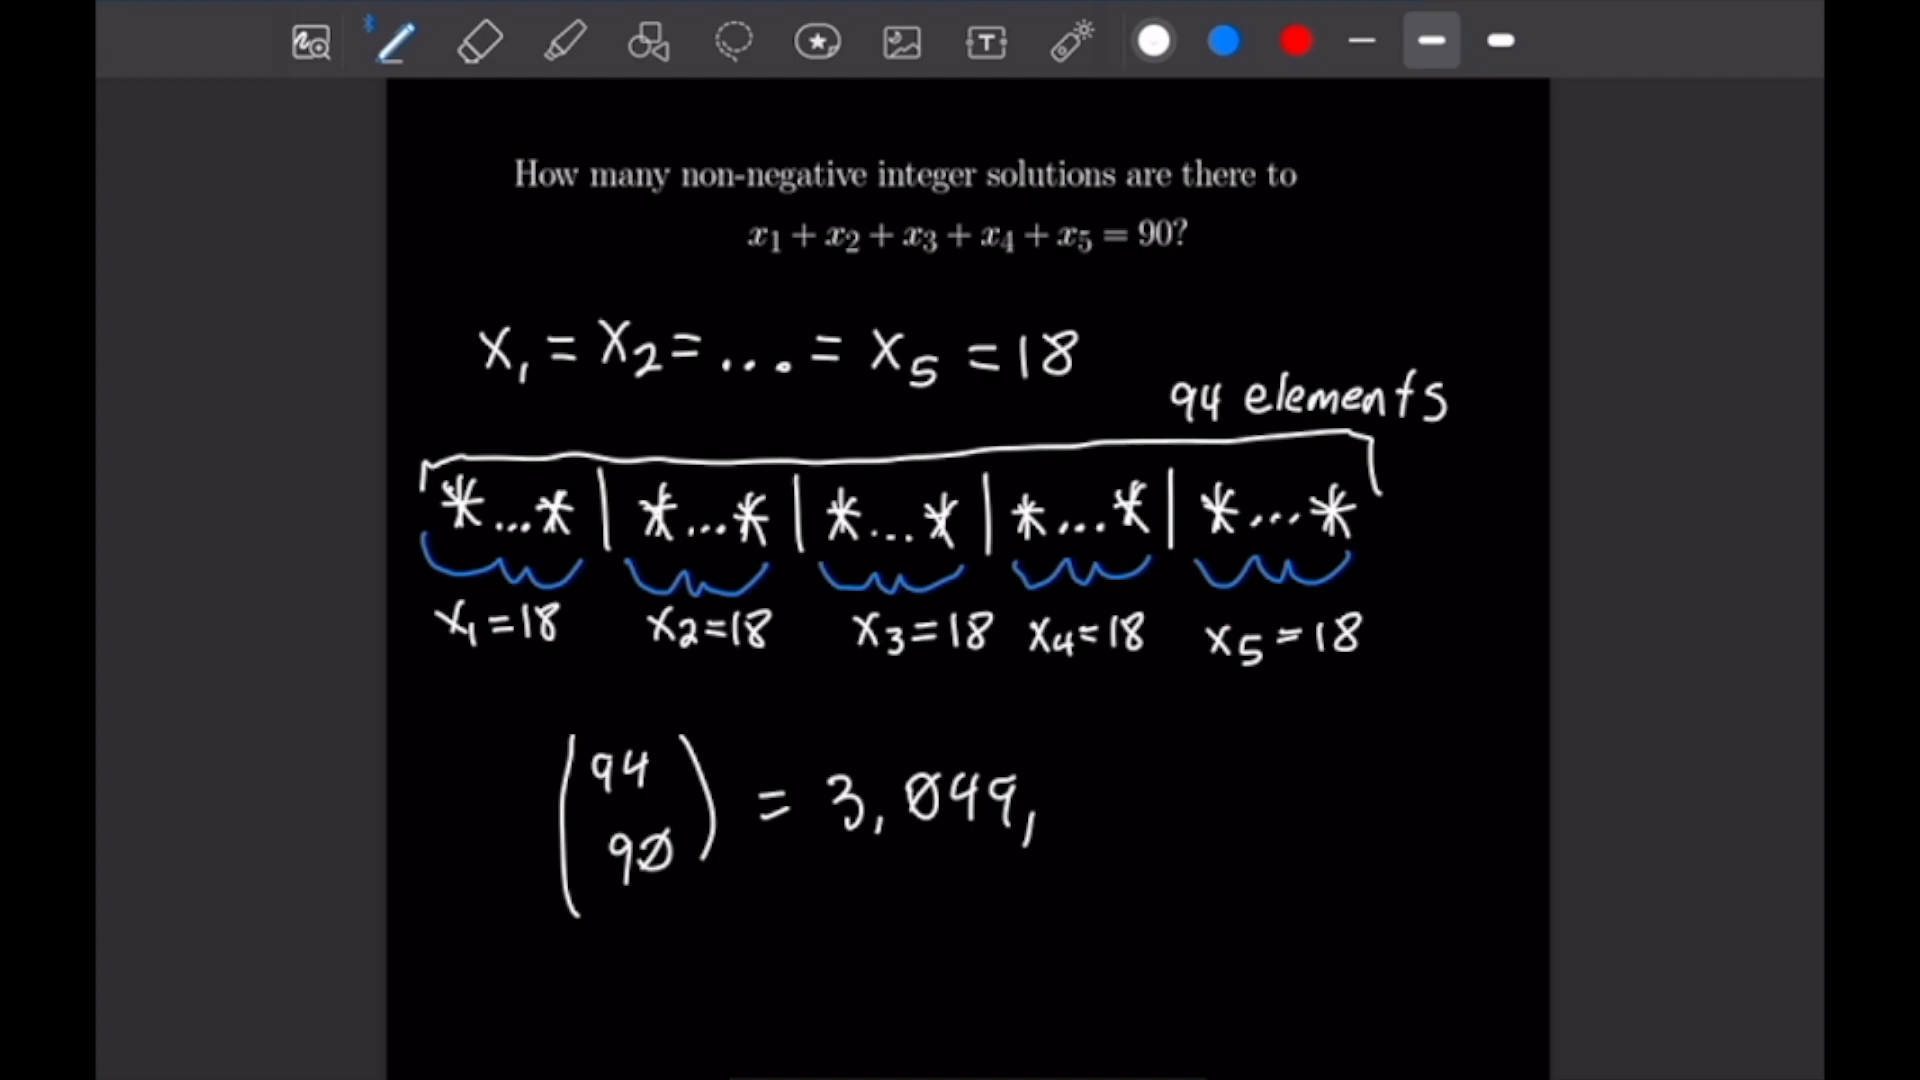 How many non-negative integer solutions are there to
x₁ + x₂ + x₃ + x₄ + x₅ = 90?
x₁ = x₂ = ... = x₅ = 18
94 elements
*...* | *...* | *...* | *...* | *...*
x₁=18 x₂=18 x₃=18 x₄=18 x₅=18
(94
90) = 3,049,